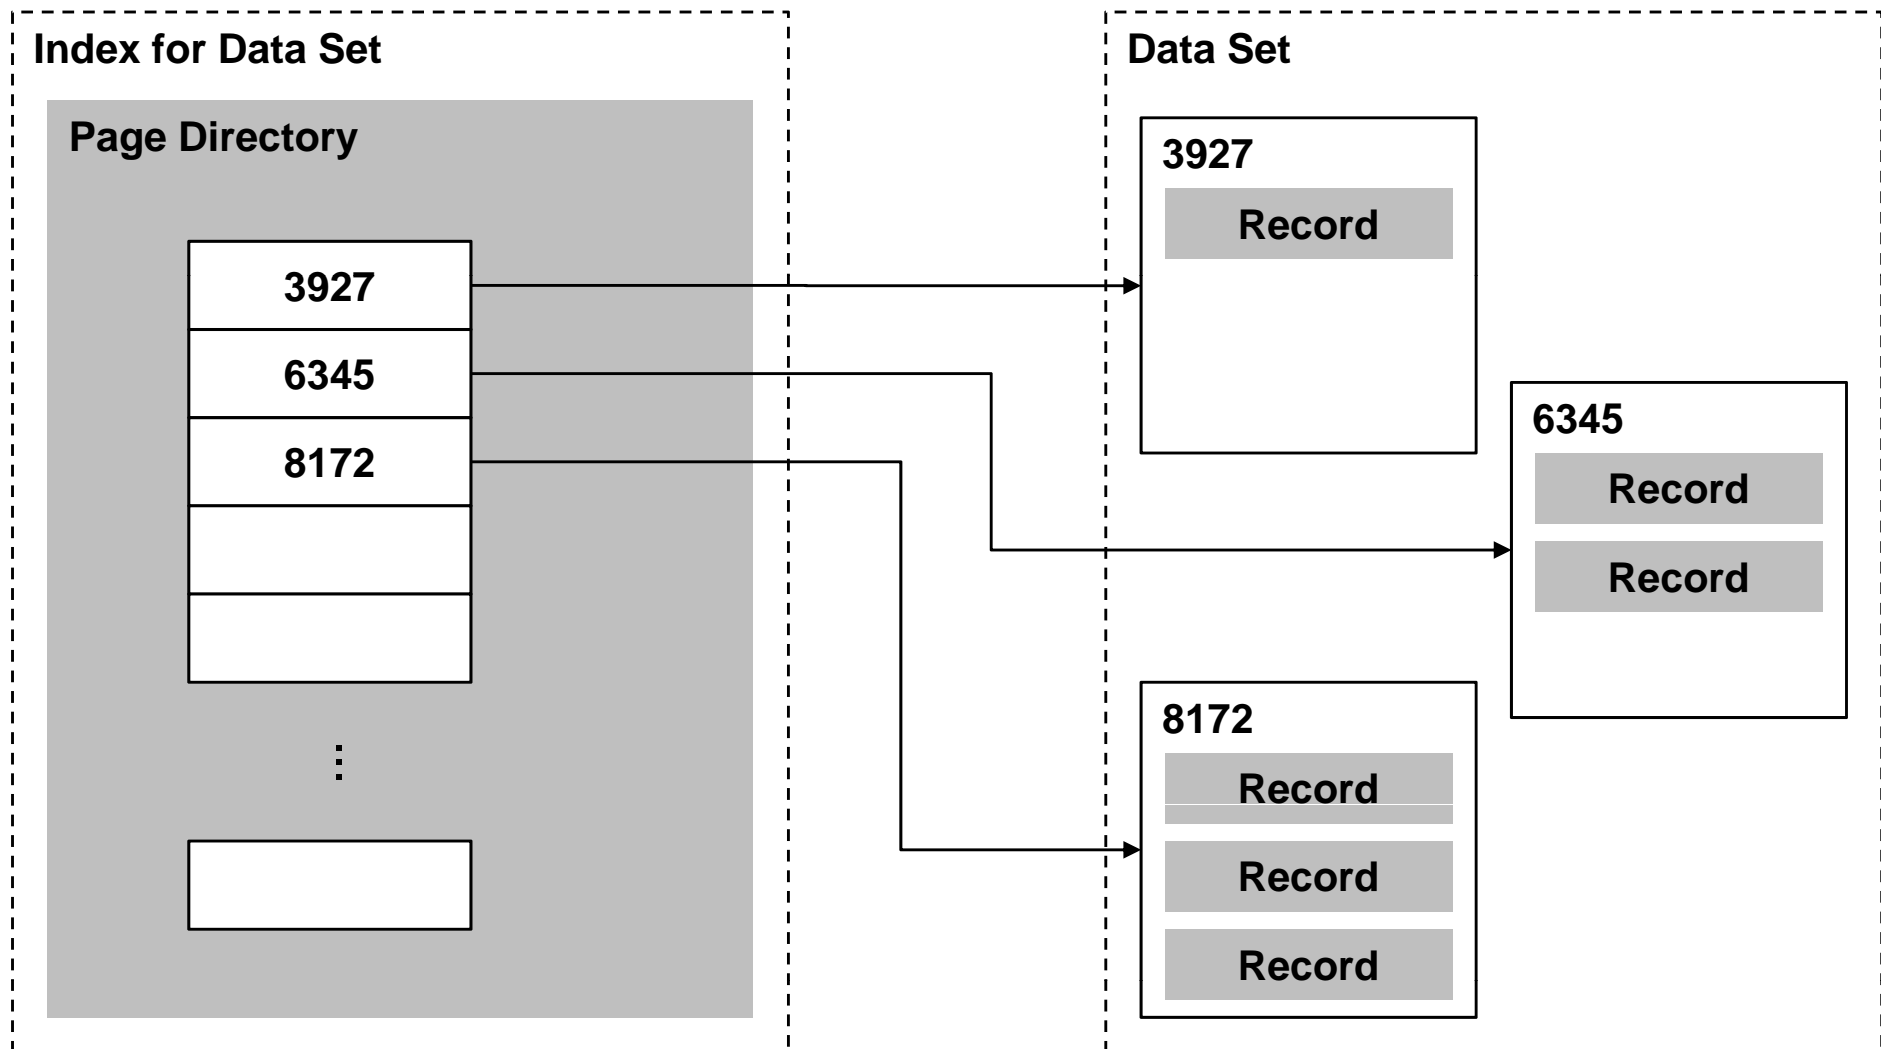 Index for Data Set
Page Directory
3927
6345
8172
⋮
Data Set
3927
Record
6345
Record
Record
8172
Record
Record
Record